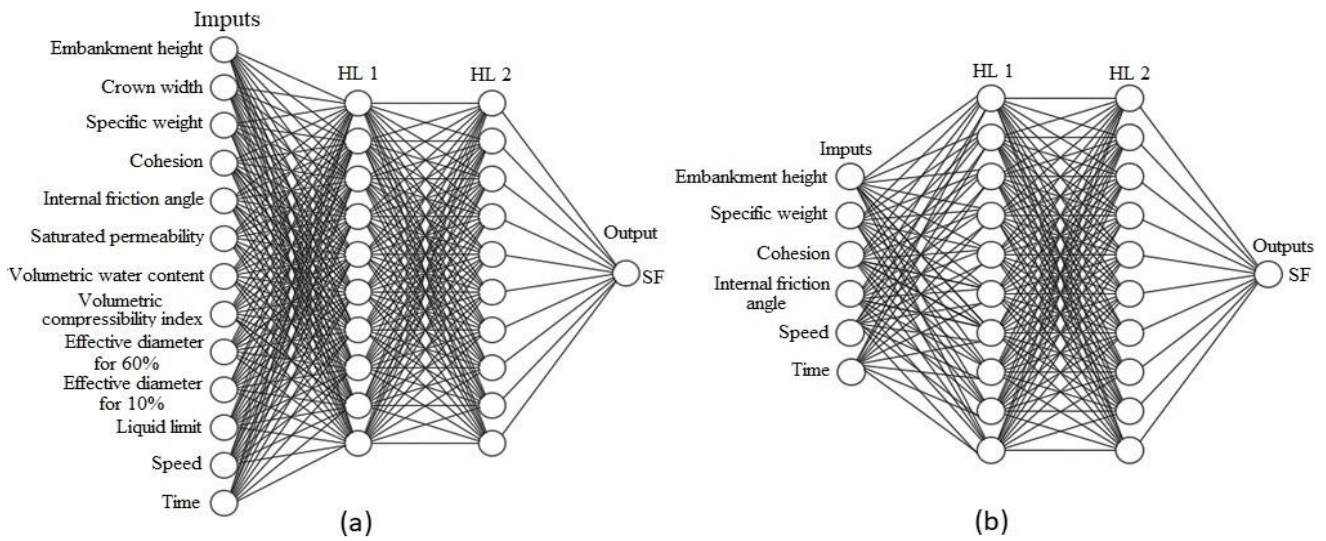 Imputs
Embankment height
Crown width
Specific weight
Cohesion
Internal friction angle
Saturated permeability
Volumetric water content
Volumetric
compressibility index
Effective diameter
for 60%
Effective diameter
for 10%
Liquid limit
Speed
Time
HL 1
HL 2
Output
SF
(a)
Imputs
Embankment height
Specific weight
Cohesion
Internal friction
angle
Speed
Time
HL 1
HL 2
Outputs
SF
(b)